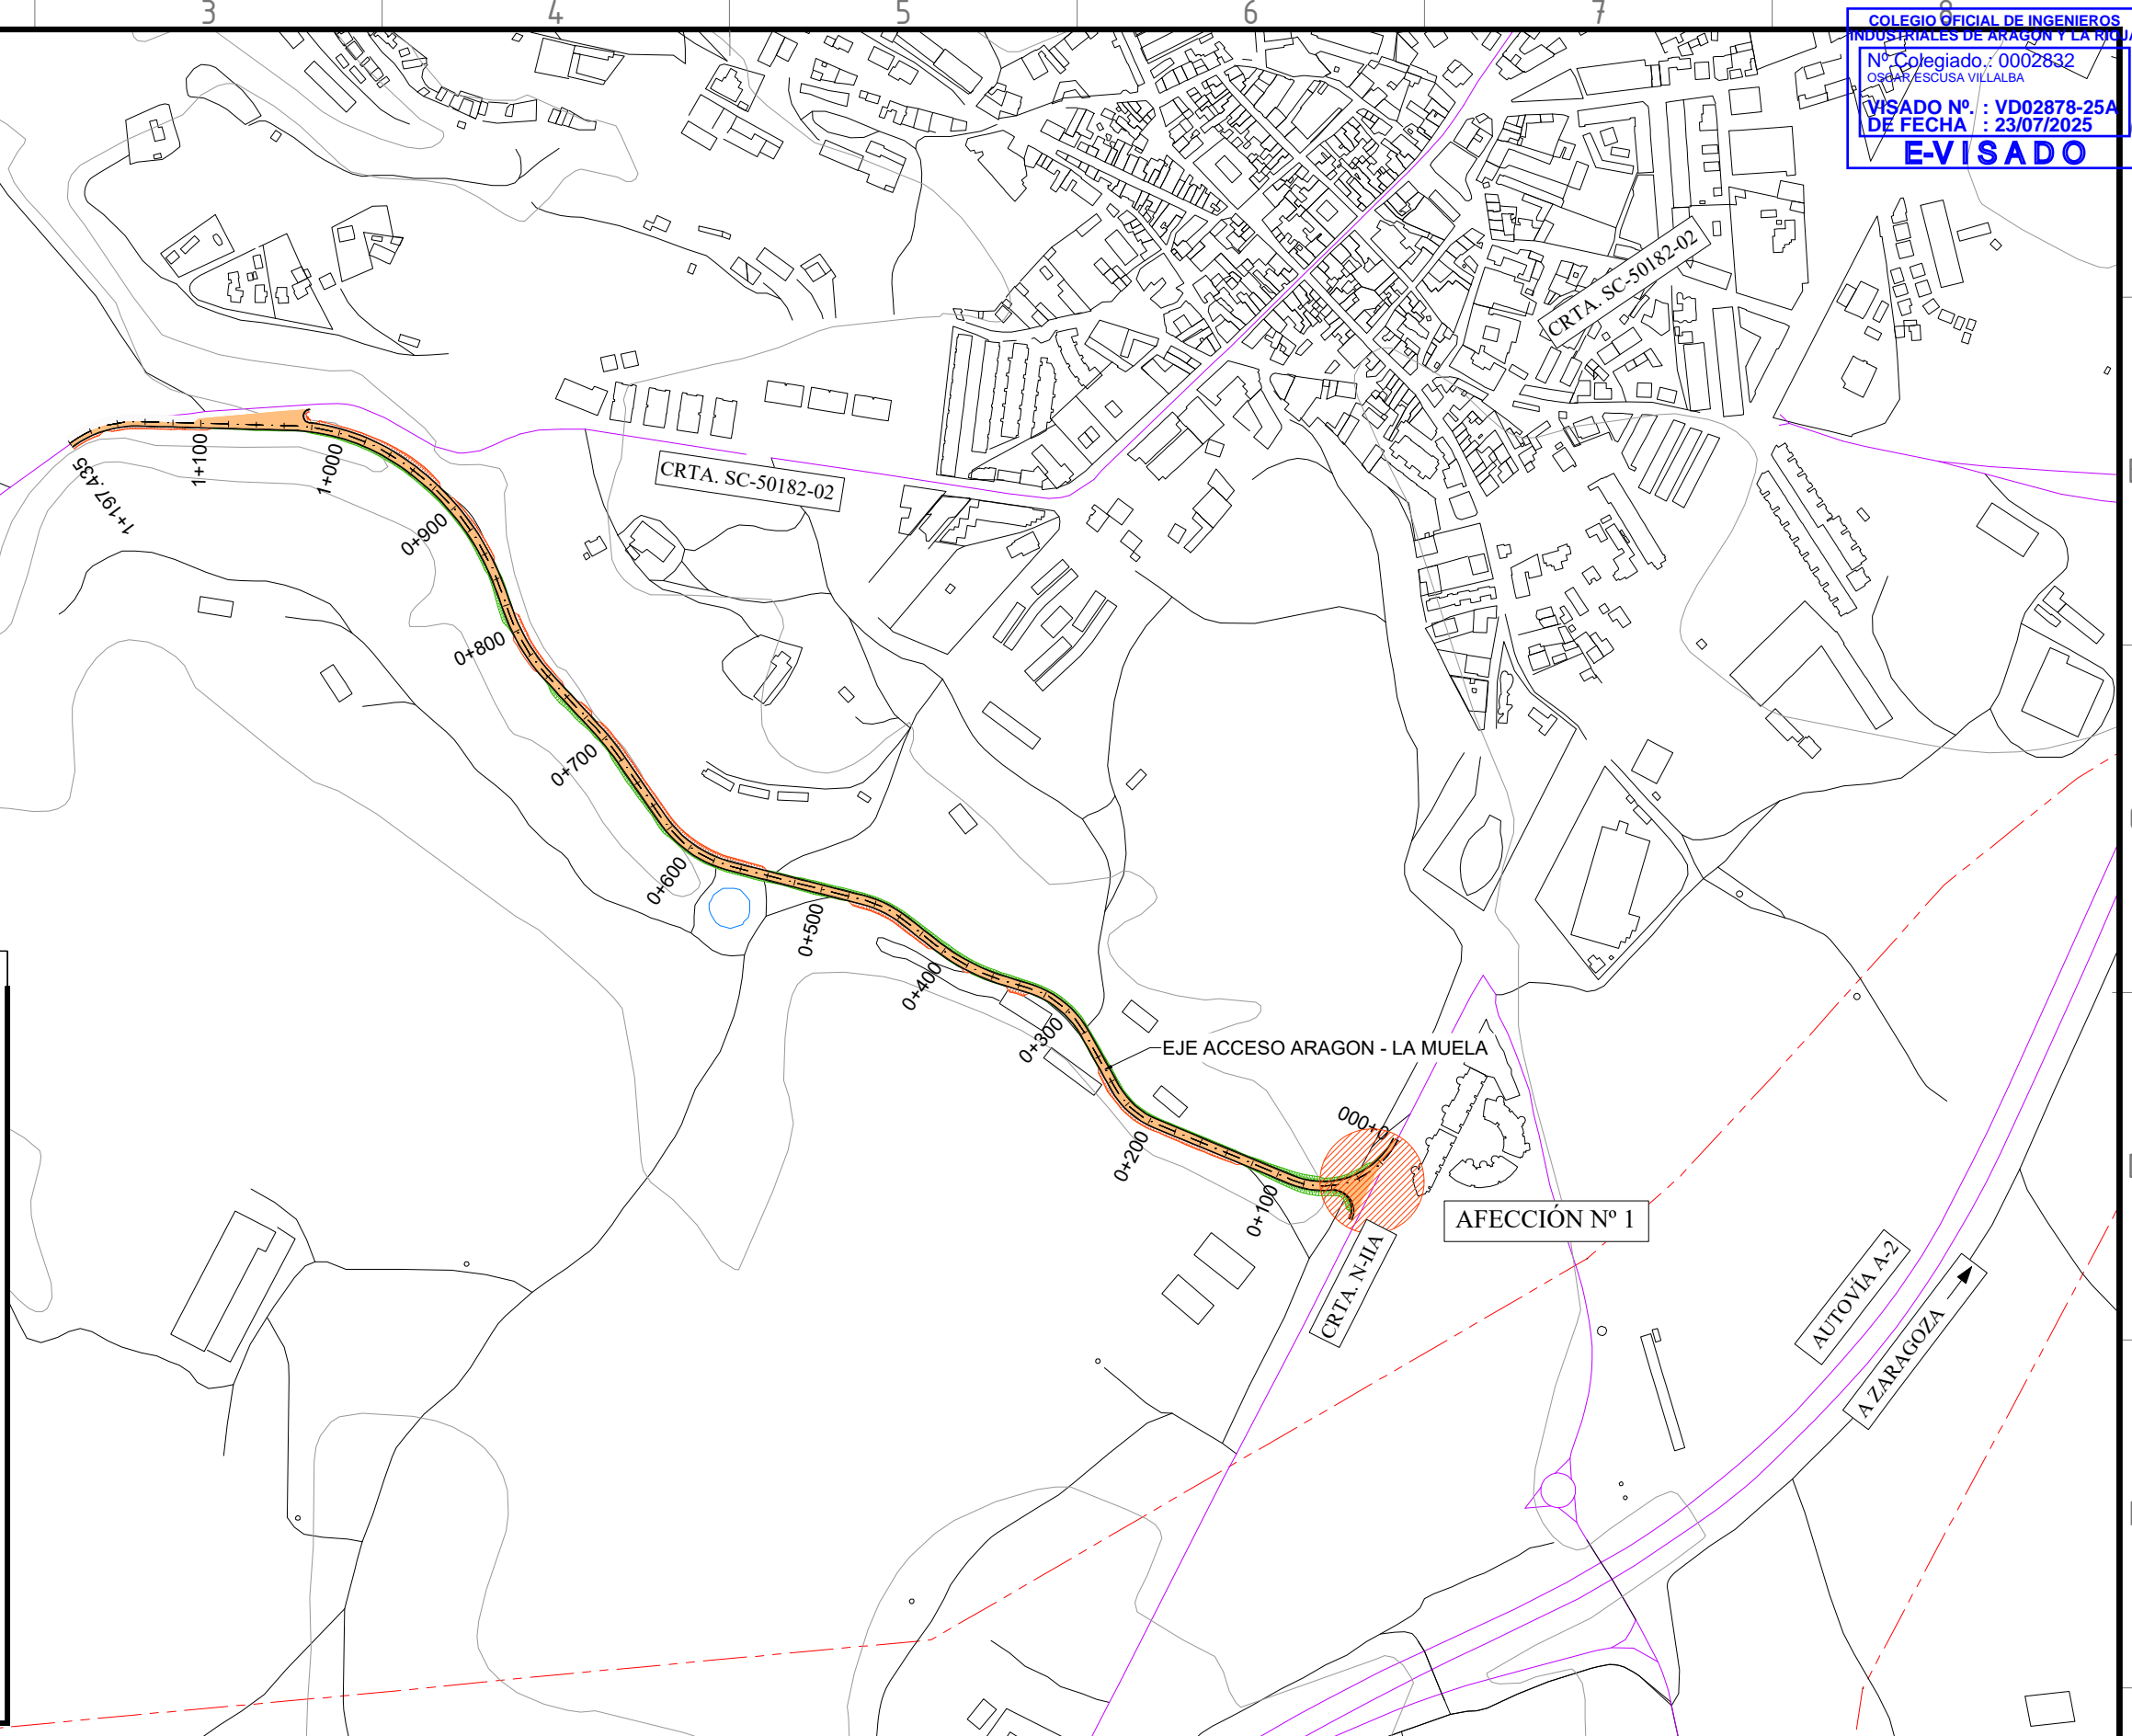 3
4
5
6
7
8
COLEGIO OFICIAL DE INGENIEROS
INDUSTRIALES DE ARAGÓN Y LA RIOJA
Nº.Colegiado.: 0002832
OSCAR ESCUSA VILLALBA
VISADO Nº. : VD02878-25A
DE FECHA : 23/07/2025
E-VISADO
CRTA. SC-50182-02
CRTA. SC-50182-02
1+197.435
1+100
1+000
0+900
0+800
0+700
0+600
0+500
0+400
0+300
EJE ACCESO ARAGON - LA MUELA
0+200
0+100
0+000
AFECCIÓN Nº 1
CRTA. N-IIA
AUTOVÍA A-2
A ZARAGOZA